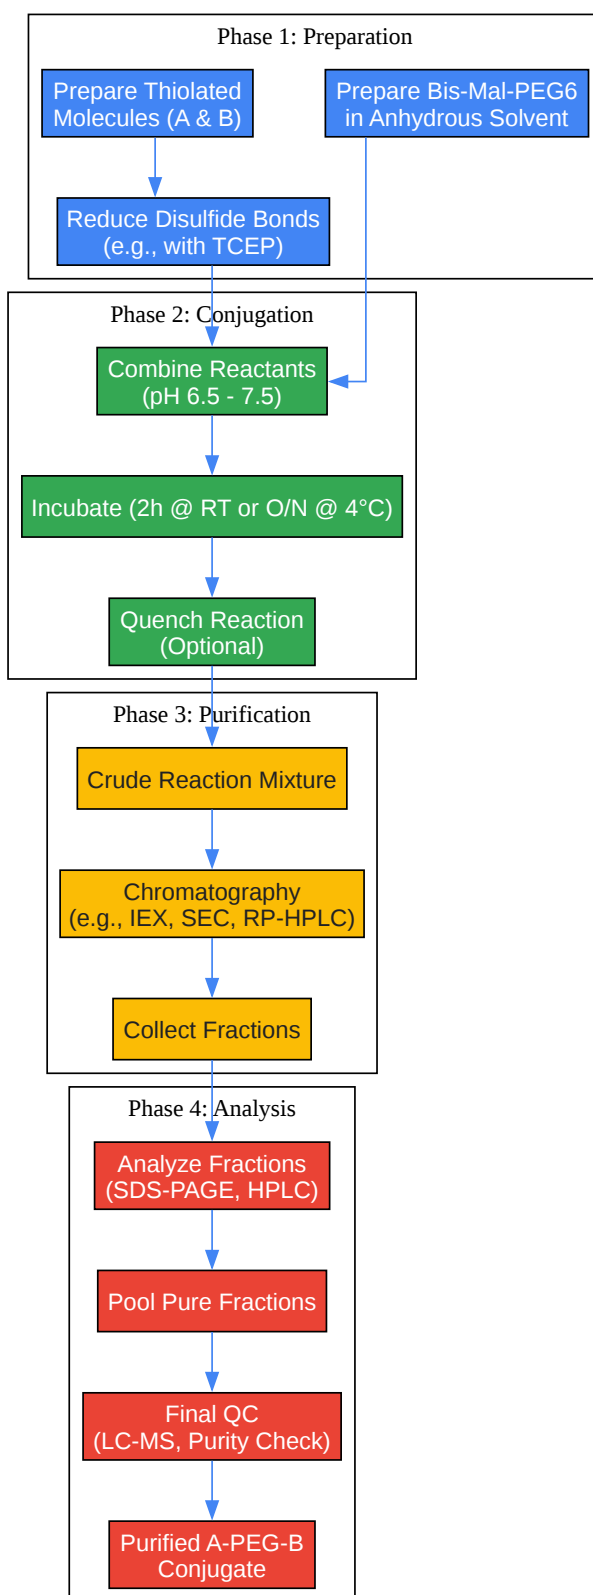 Phase 1: Preparation
Prepare Thiolated
Molecules (A & B)
Prepare Bis-Mal-PEG6
in Anhydrous Solvent
Reduce Disulfide Bonds
(e.g., with TCEP)
Phase 2: Conjugation
Combine Reactants
(pH 6.5 - 7.5)
Incubate (2h @ RT or O/N @ 4°C)
Quench Reaction
(Optional)
Phase 3: Purification
Crude Reaction Mixture
Chromatography
(e.g., IEX, SEC, RP-HPLC)
Collect Fractions
Phase 4: Analysis
Analyze Fractions
(SDS-PAGE, HPLC)
Pool Pure Fractions
Final QC
(LC-MS, Purity Check)
Purified A-PEG-B
Conjugate